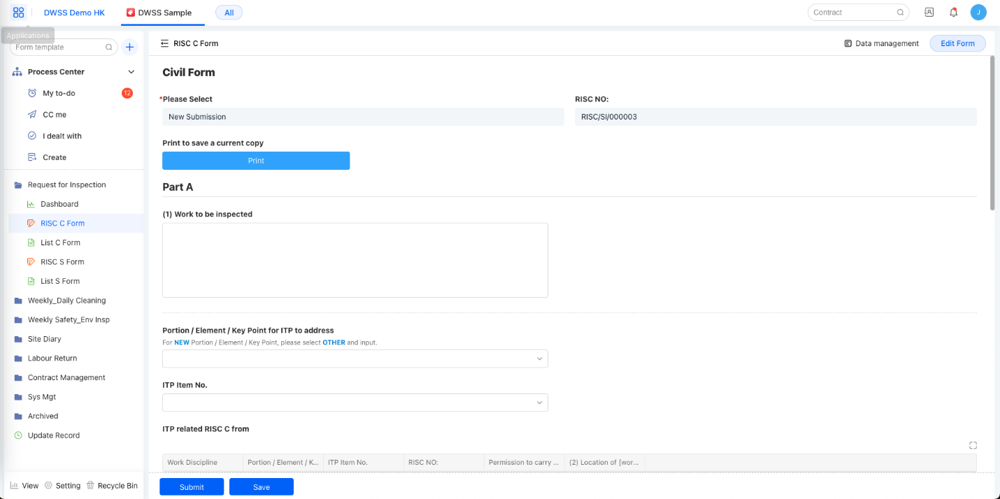 DWSS Demo HK
DWSS Sample
All
Contract
J
Applications
Form template
RISC C Form
Data management
Edit Form
Process Center
My to-do
12
CC me
I dealt with
Create
Request for Inspection
Dashboard
RISC C Form
List C Form
RISC S Form
List S Form
Weekly_Daily Cleaning
Weekly Safety_Env Insp
Site Diary
Labour Return
Contract Management
Sys Mgt
Archived
Update Record
View
Setting
Recycle Bin
Civil Form
*Please Select
RISC NO:
New Submission
RISC/SI/000003
Print to save a current copy
Print
Part A
(1) Work to be inspected
Portion / Element / Key Point for ITP to address
For NEW Portion / Element / Key Point, please select OTHER and input.
ITP Item No.
ITP related RISC C from
Work Discipline
Portion / Element / K...
ITP Item No.
RISC NO:
Permission to carry ...
(2) Location of [wor...
Submit
Save